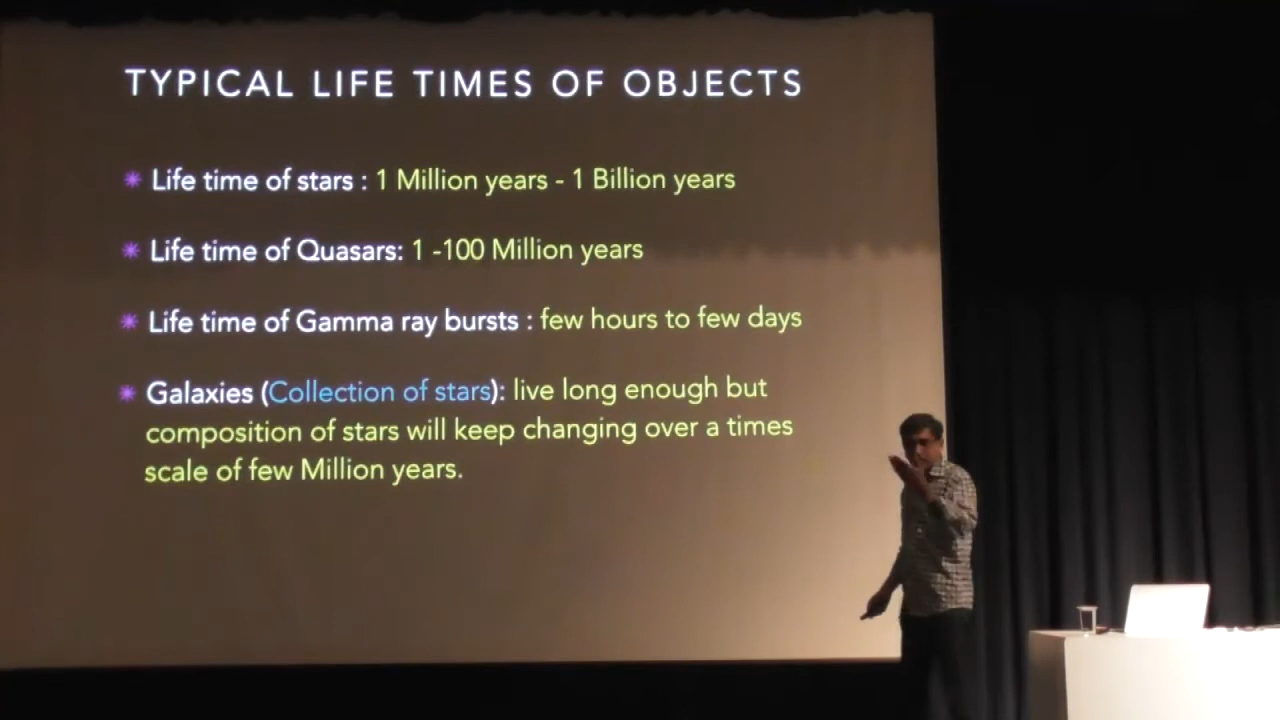 TYPICAL LIFE TIMES OF OBJECTS
Life time of stars : 1 Million years - 1 Billion years
Life time of Quasars: 1 -100 Million years
Life time of Gamma ray bursts : few hours to few days
Galaxies (Collection of stars): live long enough but
composition of stars will keep changing over a times
scale of few Million years.